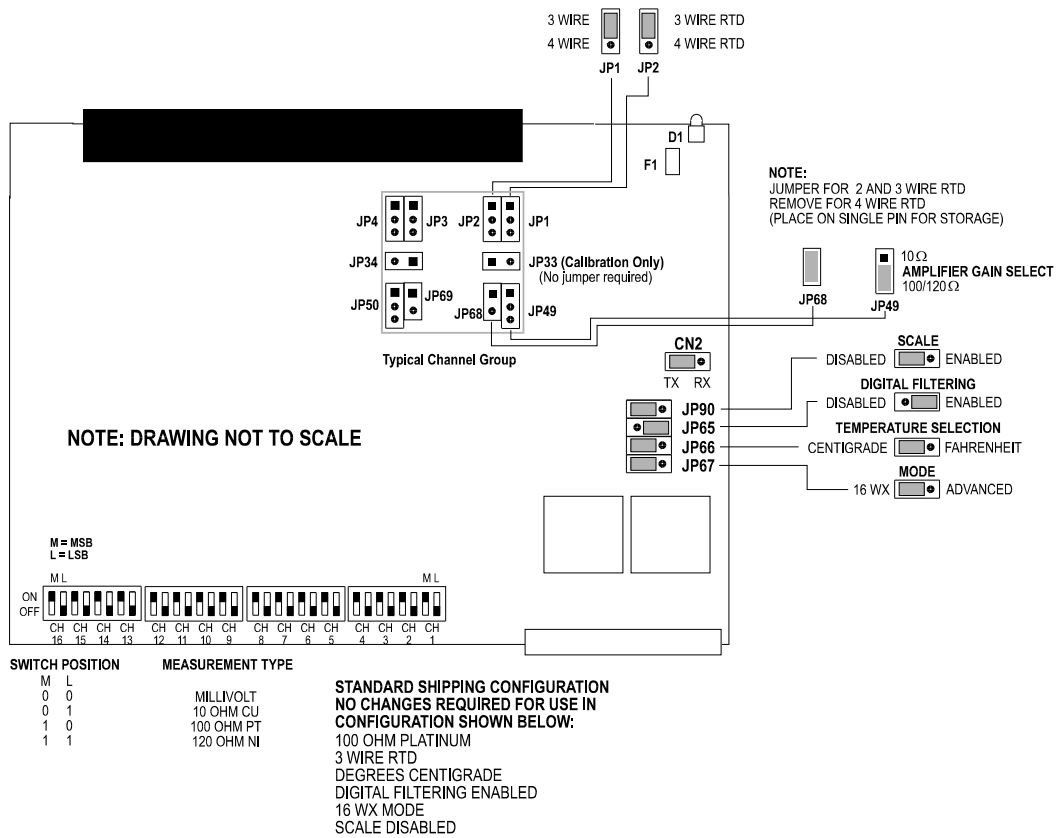 3 WIRE
4 WIRE
JP1
3 WIRE RTD
4 WIRE RTD
JP2
D1
F1
NOTE:
JUMPER FOR 2 AND 3 WIRE RTD
REMOVE FOR 4 WIRE RTD
(PLACE ON SINGLE PIN FOR STORAGE)
JP4
JP3
JP2
JP1
JP34
JP33 (Calibration Only)
(No jumper required)
JP50
JP69
JP68
JP49
Typical Channel Group
JP68
10Ω
AMPLIFIER GAIN SELECT
100/120Ω
JP49
CN2
TX RX
SCALE
DISABLED ENABLED
DIGITAL FILTERING
DISABLED ENABLED
TEMPERATURE SELECTION
CENTIGRADE FAHRENHEIT
MODE
16 WX ADVANCED
JP90
JP65
JP66
JP67
NOTE: DRAWING NOT TO SCALE
M = MSB
L = LSB
M L
M L
ON
OFF
CH CH CH CH CH CH CH CH CH CH CH CH CH CH CH CH
16 15 14 13 12 11 10 9 8 7 6 5 4 3 2 1
SWITCH POSITION MEASUREMENT TYPE
M L
0 0 MILLIVOLT
0 1 10 OHM CU
1 0 100 OHM PT
1 1 120 OHM NI
STANDARD SHIPPING CONFIGURATION
NO CHANGES REQUIRED FOR USE IN
CONFIGURATION SHOWN BELOW:
100 OHM PLATINUM
3 WIRE RTD
DEGREES CENTIGRADE
DIGITAL FILTERING ENABLED
16 WX MODE
SCALE DISABLED